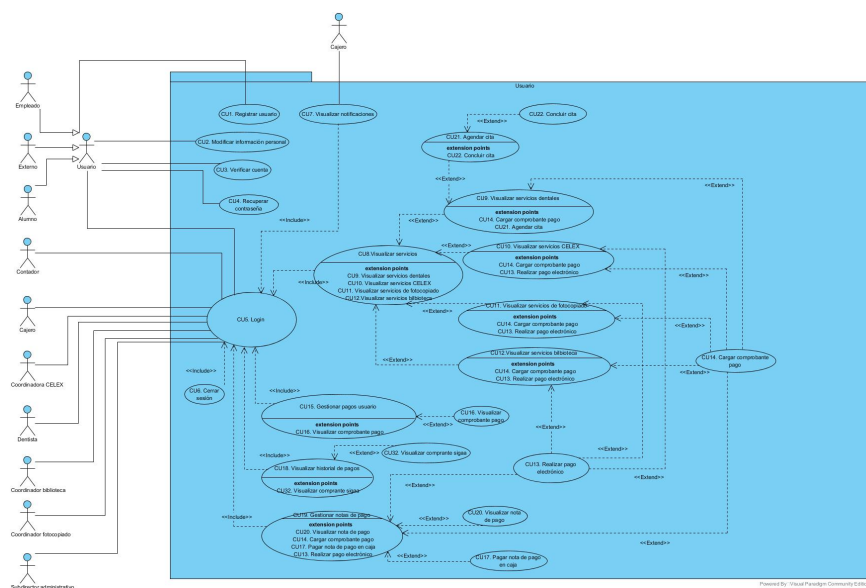 Cajero
Usuario
Empleado
CU1. Registrar usuario
CU7. Visualizar notificaciones
CU22. Concluir cita
<<Extend>>
CU21. Agendar cita
extension points
CU22. Concluir cita
CU2. Modificar información personal
Externo
Usuario
CU3. Verificar cuenta
<<Extend>>
<<Extend>>
CU9. Visualizar servicios dentales
extension points
CU14. Cargar comprobante pago
CU21. Agendar cita
CU4. Recuperar
contraseña
Alumno
<<Include>>
<<Extend>>
Contador
CU8.Visualizar servicios
extension points
CU9. Visualizar servicios dentales
CU10. Visualizar servicios CELEX
CU11. Visualizar servicios de fotocopiado
CU12.Visualizar servicios bilbioteca
<<Extend>>
CU10. Visualizar servicios CELEX
extension points
CU14. Cargar comprobante pago
CU13. Realizar pago electrónico
<<Include>>
Cajero
CU5. Login
CU11. Visualizar servicios de fotocopiado
extension points
CU14. Cargar comprobante pago
CU13. Realizar pago electrónico
<<Extend>>
<<Extend>>
Coordinadora CELEX
CU12.Visualizar servicios bilbioteca
extension points
CU14. Cargar comprobante pago
CU13. Realizar pago electrónico
<<Extend>>
<<Extend>>
CU14. Cargar comprobante
pago
<<Include>>
CU6. Cerrar
sesión
<<Include>>
Dentista
CU15. Gestionar pagos usuario
extension points
CU16. Visualizar comprobante pago
CU16. Visualizar
comprobante pago
<<Extend>>
<<Extend>>
<<Extend>>
<<Extend>>
<<Include>>
<<Extend>>
CU32. Visualizar comprante sigaa
Coordinador biblioteca
CU18. Visualizar historial de pagos
extension points
CU32. Visualizar comprante sigaa
CU13. Realizar pago
electrónico
<<Extend>>
<<Include>>
Coordinador fotocopiado
CU19. Gestionar notas de pago
extension points
CU20. Visualizar nota de pago
CU14. Cargar comprobante pago
CU17. Pagar nota de pago en caja
CU13. Realizar pago electrónico
<<Extend>>
CU20. Visualizar nota
de pago
<<Extend>>
<<Extend>>
CU17. Pagar nota de pago
en caja
Subdirector administrativo
Powered By: Visual Paradigm Community Edition